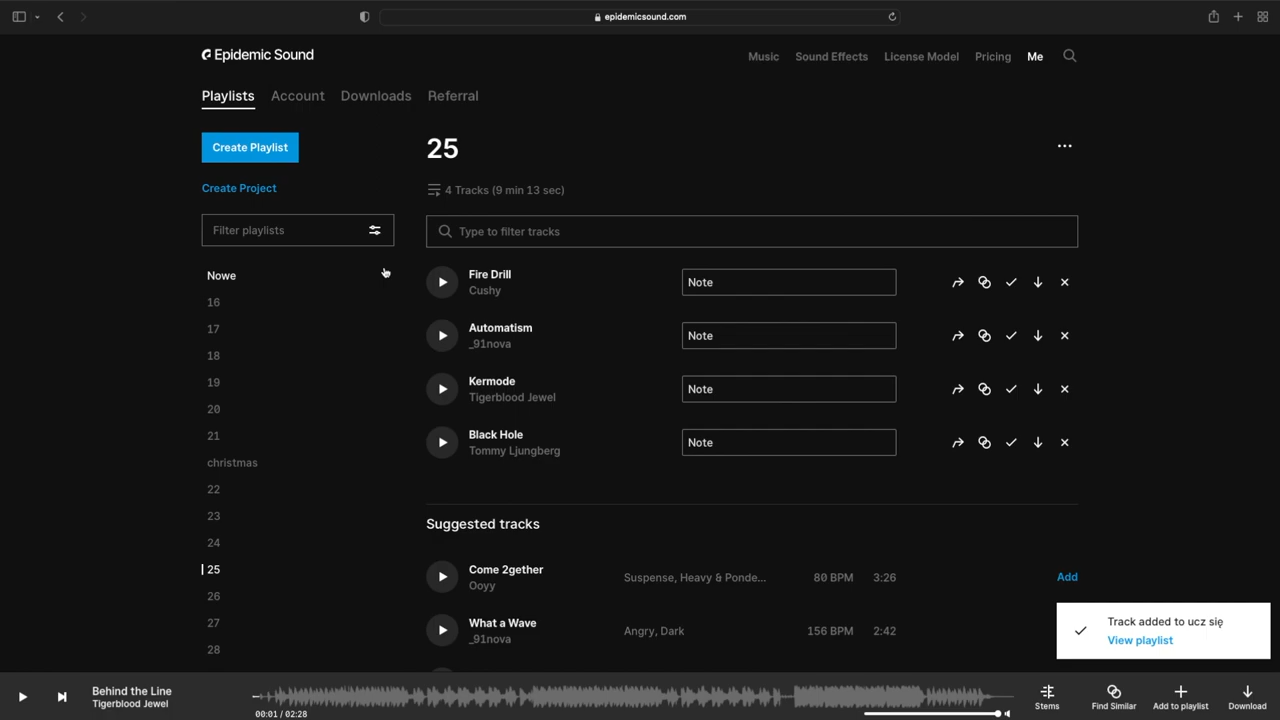 epidemicsound.com
Epidemic Sound
Music Sound Effects License Model Pricing Me
Playlists Account Downloads Referral
Create Playlist
Create Project
Filter playlists
Nowe
16
17
18
19
20
21
christmas
22
23
24
25
26
27
28
25
4 Tracks (9 min 13 sec)
Type to filter tracks
Fire Drill
Cushy
Note
Automatism
_91nova
Note
Kermode
Tigerblood Jewel
Note
Black Hole
Tommy Ljungberg
Note
Suggested tracks
Come 2gether
Ooyy
Suspense, Heavy & Ponde... 80 BPM 3:26 Add
What a Wave
_91nova
Angry, Dark 156 BPM 2:42
Track added to ucz się
View playlist
Behind the Line
Tigerblood Jewel
00:01 / 02:28
Stems Find Similar Add to playlist Download